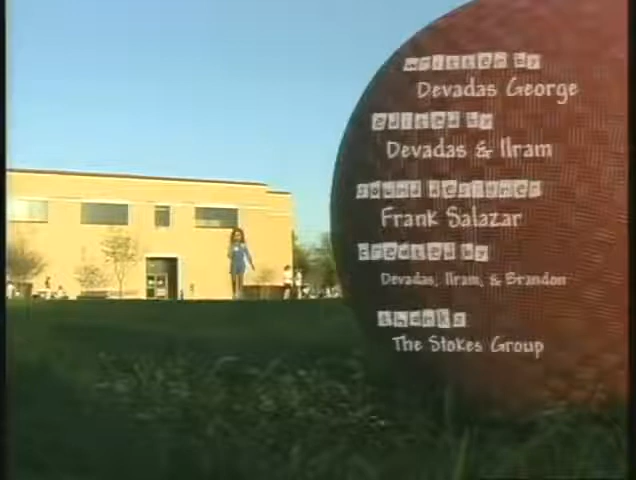 written by
Devadas George
edited by
Devadas & Ilram
sound designer
Frank Salazar
created by
Devadas, Ilram, & Brandon
thanks
The Stokes Group